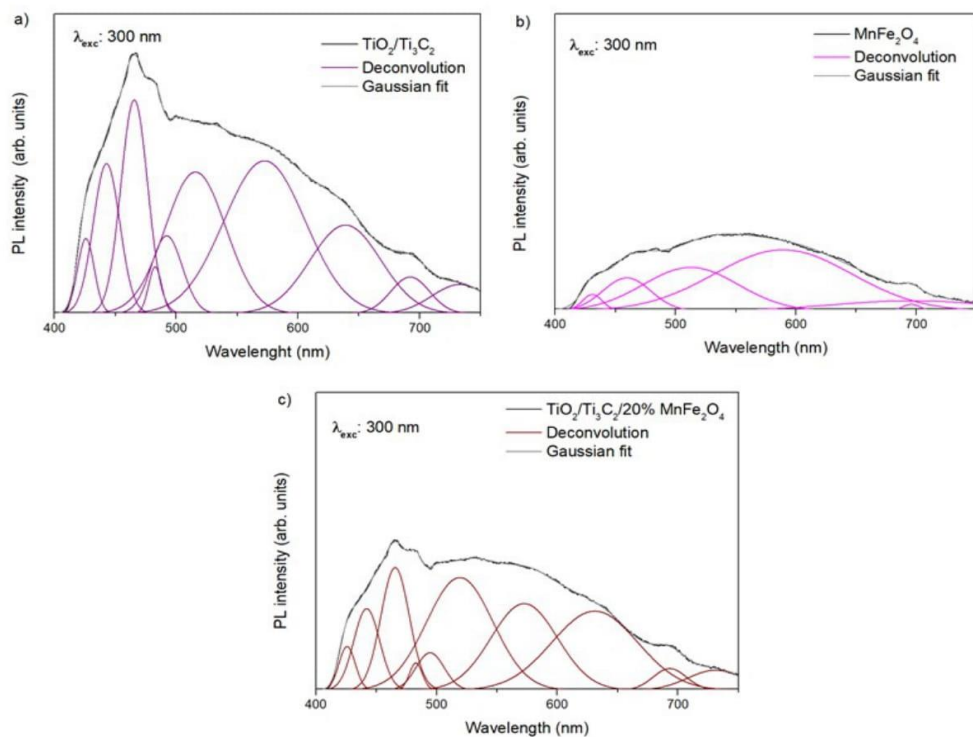 a)
λexc: 300 nm
TiO₂/Ti₃C₂
Deconvolution
Gaussian fit
PL intensity (arb. units)
400 500 600 700
Wavelenght (nm)
b)
λexc: 300 nm
MnFe₂O₄
Deconvolution
Gaussian fit
PL intensity (arb. units)
400 500 600 700
Wavelength (nm)
c)
λexc: 300 nm
TiO₂/Ti₃C₂/20% MnFe₂O₄
Deconvolution
Gaussian fit
PL intensity (arb. units)
400 500 600 700
Wavelength (nm)